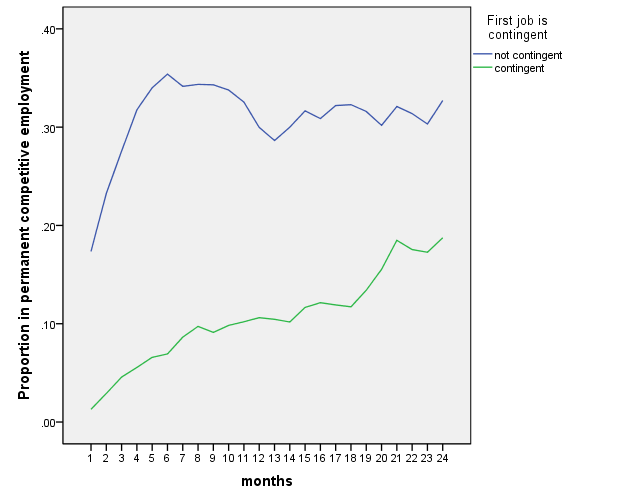 First job is
contingent
not contingent
contingent
Proportion in permanent competitive employment
.40
.30
.20
.10
.00
1 2 3 4 5 6 7 8 9 10 11 12 13 14 15 16 17 18 19 20 21 22 23 24
months